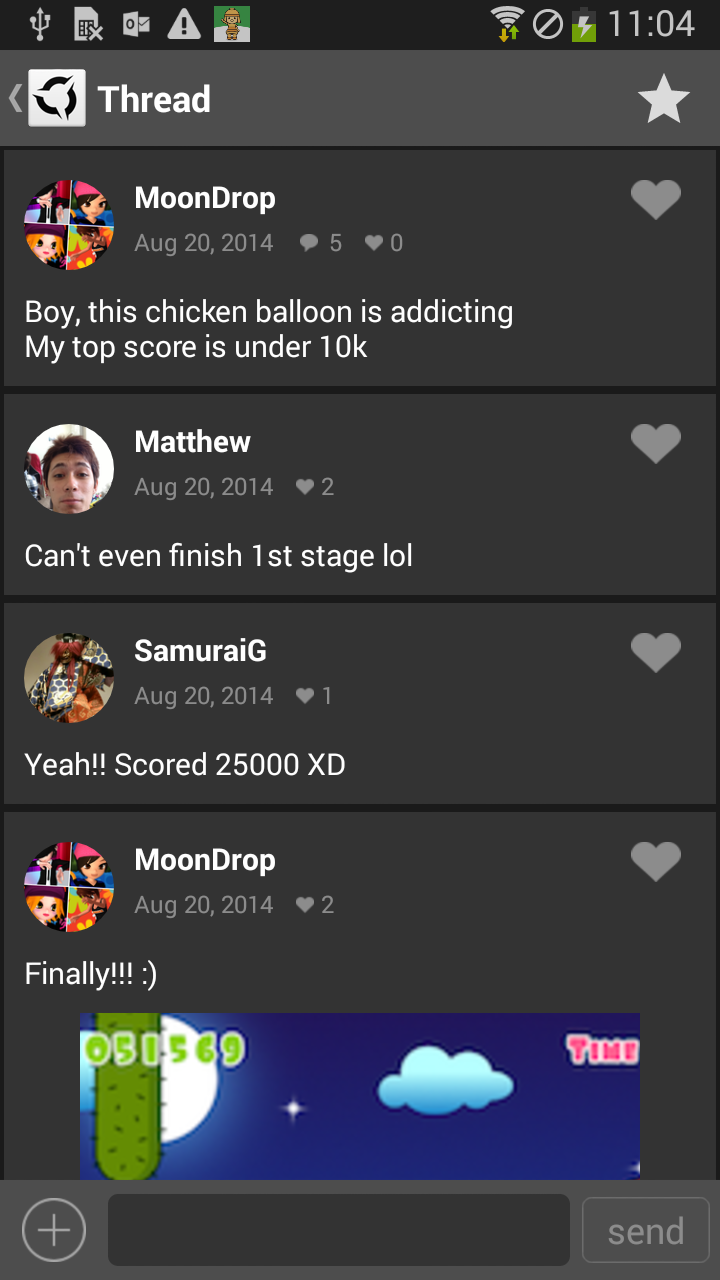 11:04
Thread
MoonDrop
Aug 20, 2014 5 0
Boy, this chicken balloon is addicting
My top score is under 10k
Matthew
Aug 20, 2014 2
Can't even finish 1st stage lol
SamuraiG
Aug 20, 2014 1
Yeah!! Scored 25000 XD
MoonDrop
Aug 20, 2014 2
Finally!!! :)
051569 TIME
send